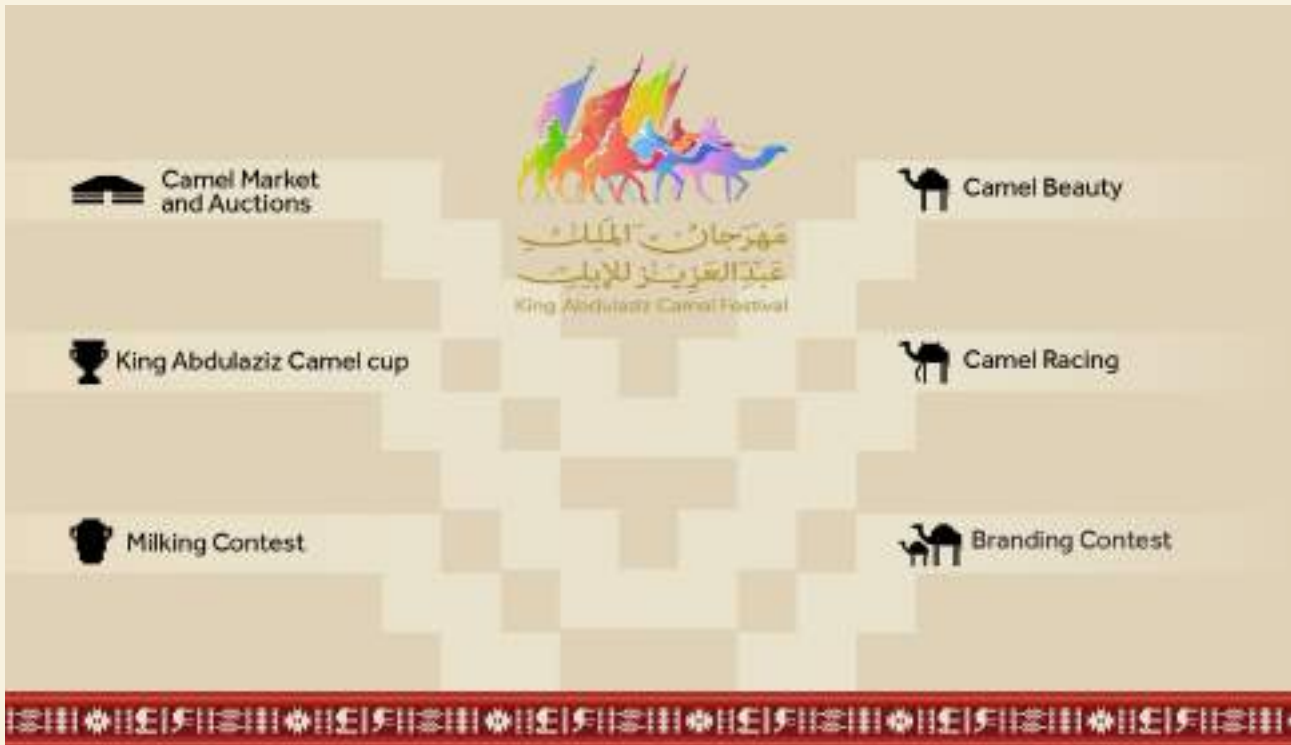 مهرجان الملك
عبدالعزيز للإبل
King Abdulaziz Camel Festival
Camel Market
and Auctions
Camel Beauty
King Abdulaziz Camel cup
Camel Racing
Milking Contest
Branding Contest